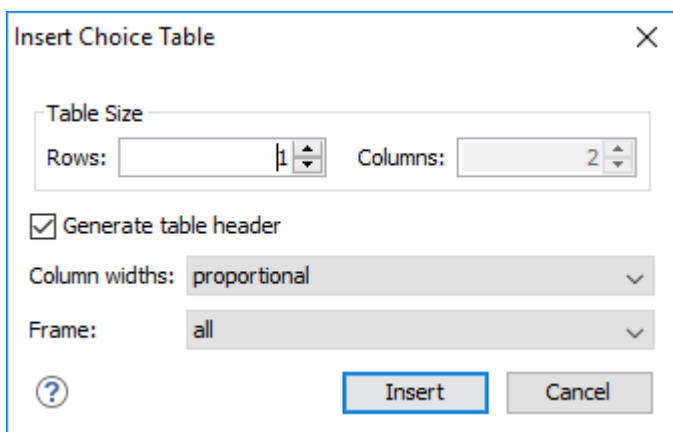 Insert Choice Table
Table Size
Rows: 1 Columns: 2
Generate table header
Column widths: proportional
Frame: all
? Insert Cancel